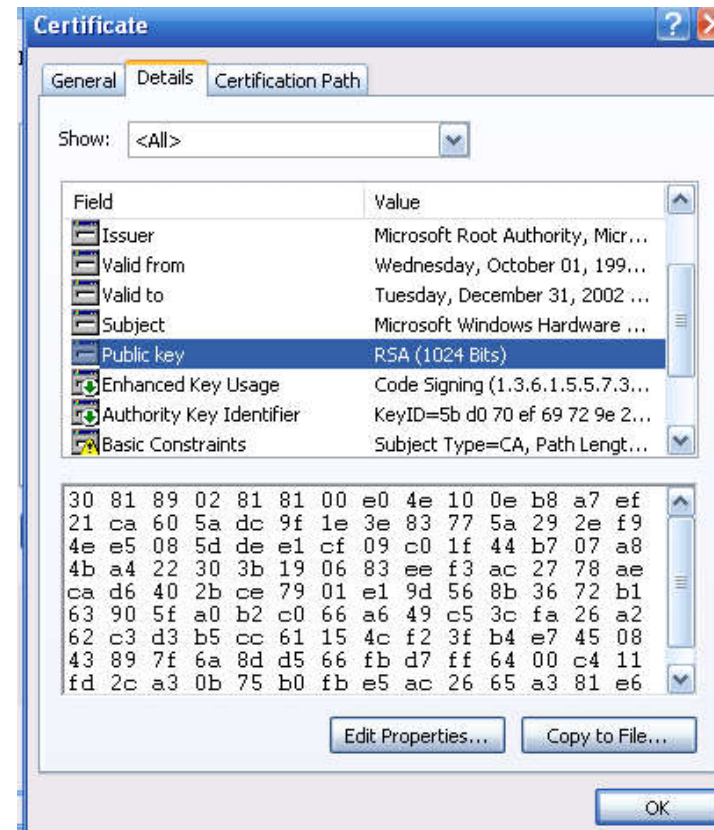 Certificate
General Details Certification Path
Show: <All>
Field Value
Issuer Microsoft Root Authority, Micr...
Valid from Wednesday, October 01, 199...
Valid to Tuesday, December 31, 2002 ...
Subject Microsoft Windows Hardware ...
Public key RSA (1024 Bits)
Enhanced Key Usage Code Signing (1.3.6.1.5.5.7.3...
Authority Key Identifier KeyID=5b d0 70 ef 69 72 9e 2...
Basic Constraints Subject Type=CA, Path Lengt...
30 81 89 02 81 81 00 e0 4e 10 0e b8 a7 ef
21 ca 60 5a dc 9f 1e 3e 83 77 5a 29 2e f9
4e e5 08 5d de e1 cf 09 c0 1f 44 b7 07 a8
4b a4 22 30 3b 19 06 83 ee f3 ac 27 78 ae
ca d6 40 2b ce 79 01 e1 9d 56 8b 36 72 b1
63 90 5f a0 b2 c0 66 a6 49 c5 3c fa 26 a2
62 c3 d3 b5 cc 61 15 4c f2 3f b4 e7 45 08
43 89 7f 6a 8d d5 66 fb d7 ff 64 00 c4 11
fd 2c a3 0b 75 b0 fb e5 ac 26 65 a3 81 e6
Edit Properties... Copy to File...
OK